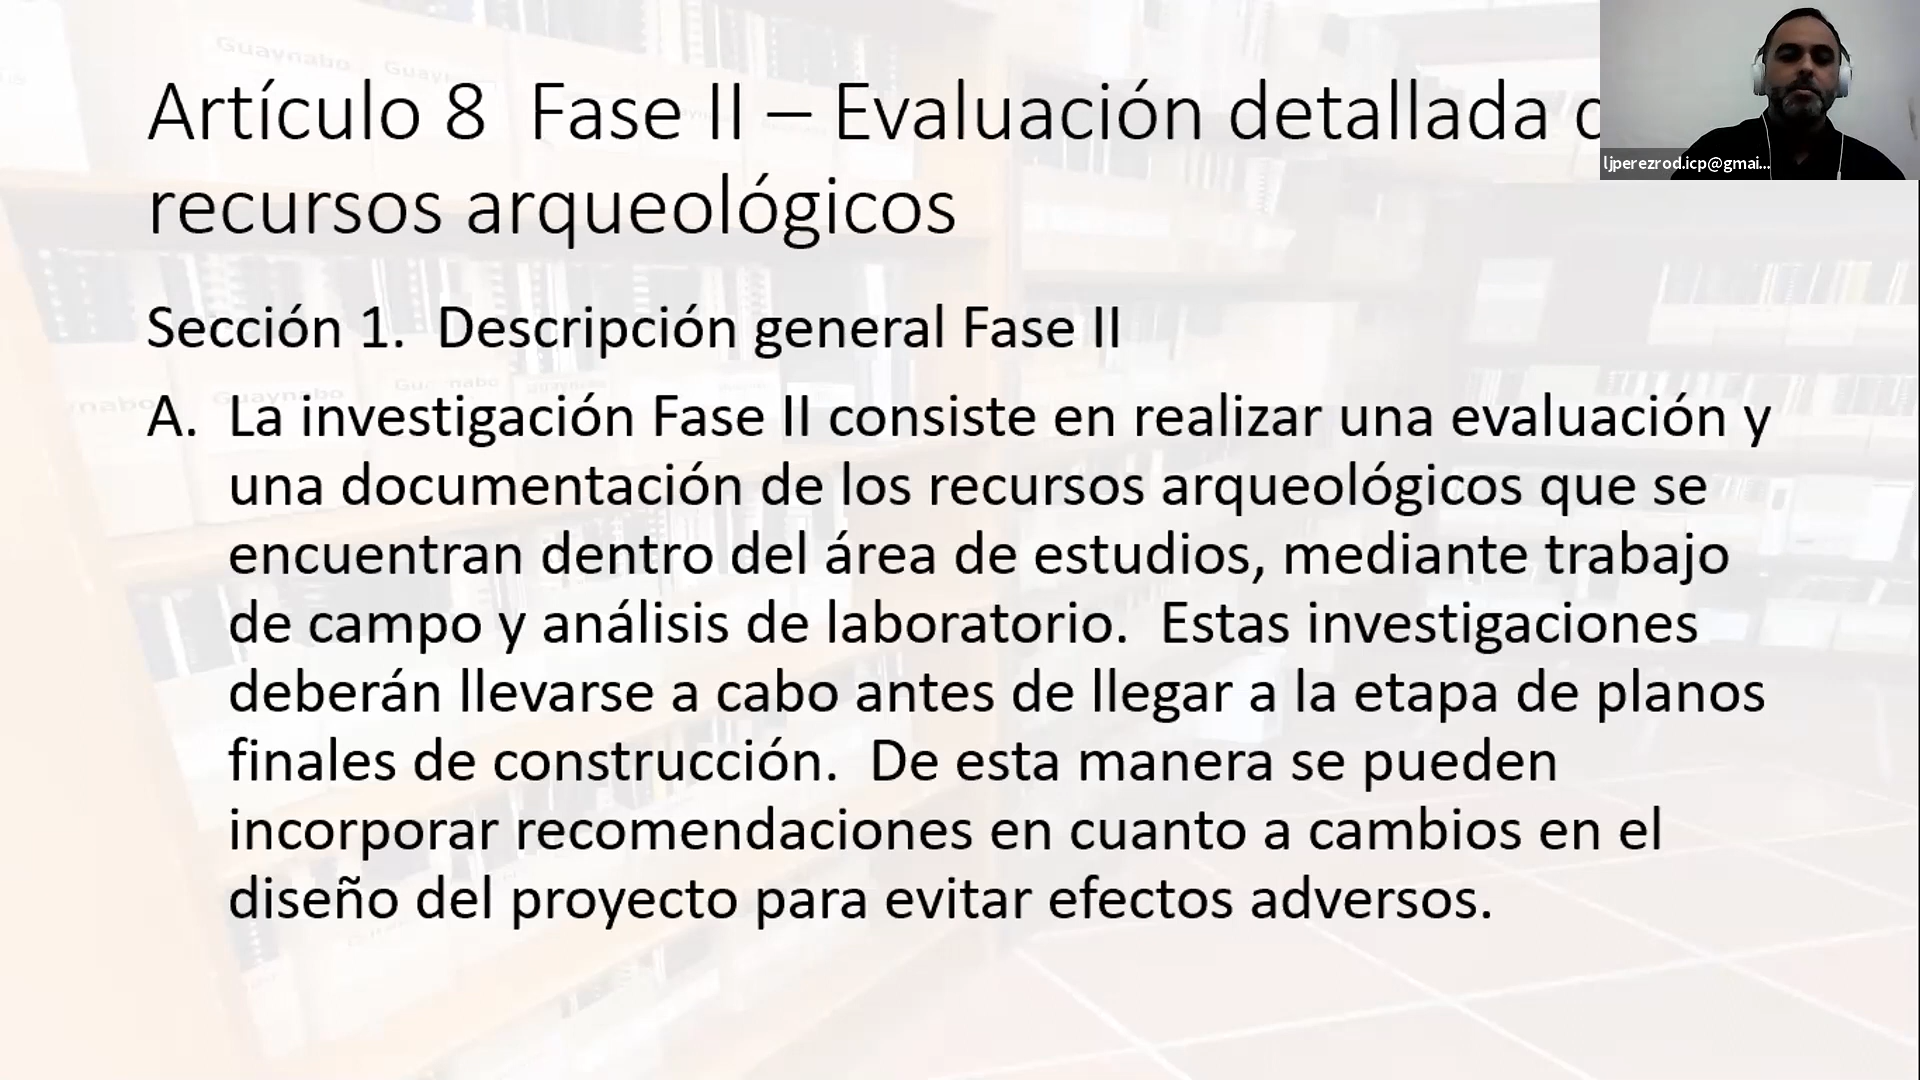 Artículo 8  Fase II – Evaluación detallada
recursos arqueológicos
ljperezrod.icp@gmai...
Sección 1.  Descripción general Fase II
A.  La investigación Fase II consiste en realizar una evaluación y
una documentación de los recursos arqueológicos que se
encuentran dentro del área de estudios, mediante trabajo
de campo y análisis de laboratorio.  Estas investigaciones
deberán llevarse a cabo antes de llegar a la etapa de planos
finales de construcción.  De esta manera se pueden
incorporar recomendaciones en cuanto a cambios en el
diseño del proyecto para evitar efectos adversos.
Guaynabo
Guaynabo